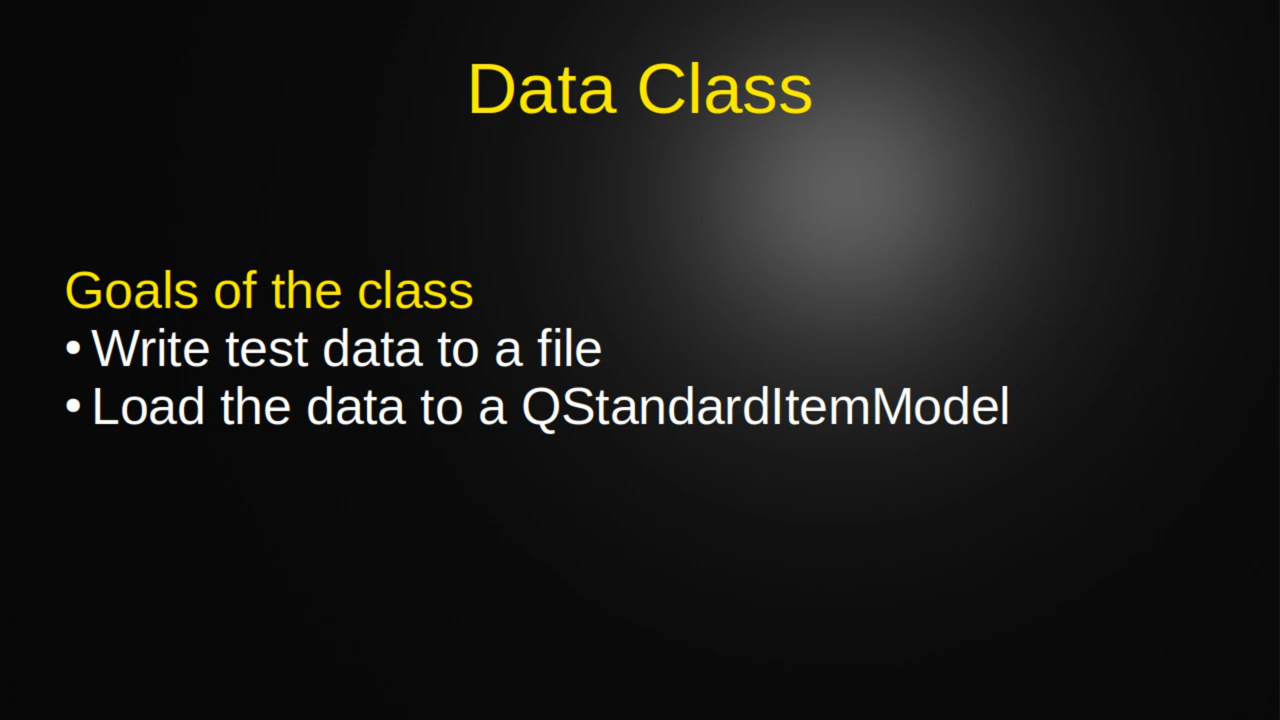 Data Class
Goals of the class
• Write test data to a file
• Load the data to a QStandardItemModel